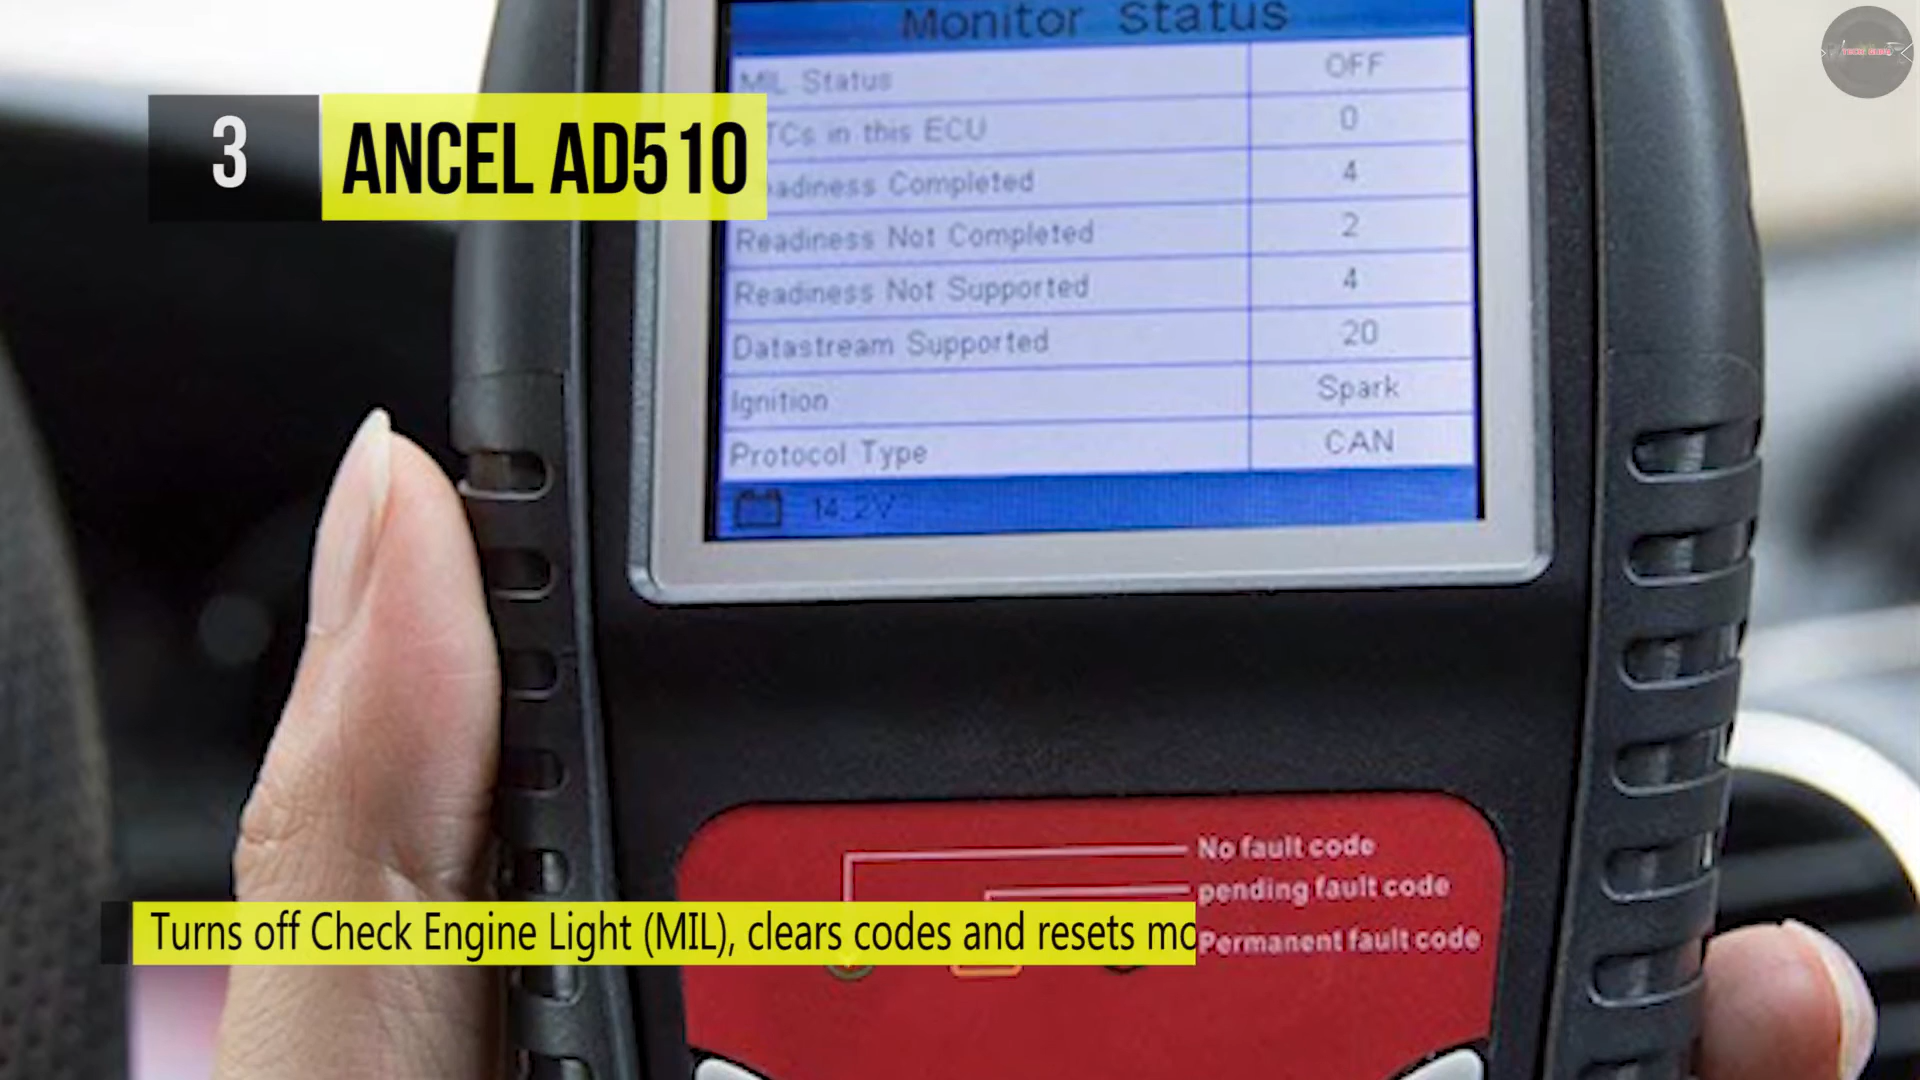 Monitor Status
MIL Status OFF
TCs in this ECU 0
adiness Completed 4
Readiness Not Completed 2
Readiness Not Supported 4
Datastream Supported 20
Ignition Spark
Protocol Type CAN
14.2V
3 ANCEL AD510
No fault code
pending fault code
Permanent fault code
Turns off Check Engine Light (MIL), clears codes and resets mo